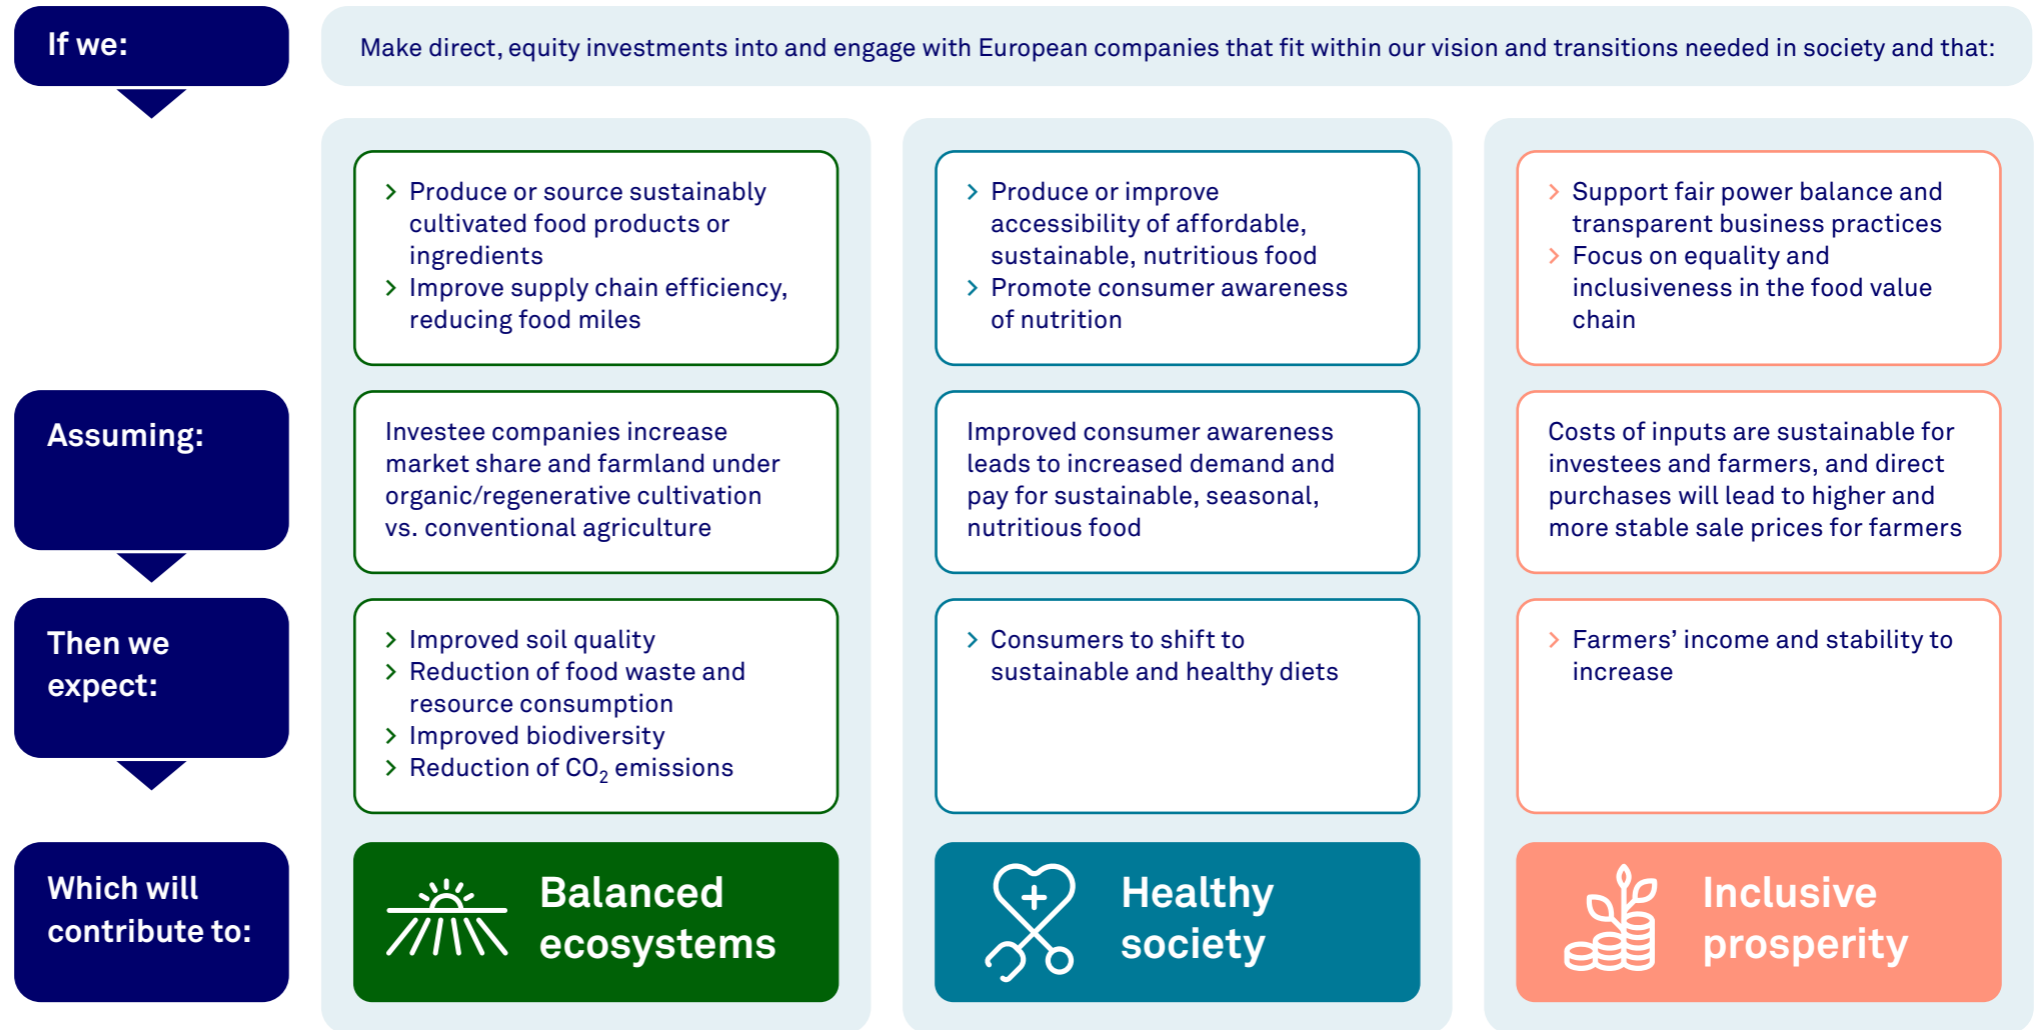 If we:
Make direct, equity investments into and engage with European companies that fit within our vision and transitions needed in society and that:
> Produce or source sustainably
cultivated food products or
ingredients
> Improve supply chain efficiency,
reducing food miles
> Produce or improve
accessibility of affordable,
sustainable, nutritious food
> Promote consumer awareness
of nutrition
> Support fair power balance and
transparent business practices
> Focus on equality and
inclusiveness in the food value
chain
Assuming:
Investee companies increase
market share and farmland under
organic/regenerative cultivation
vs. conventional agriculture
Improved consumer awareness
leads to increased demand and
pay for sustainable, seasonal,
nutritious food
Costs of inputs are sustainable for
investees and farmers, and direct
purchases will lead to higher and
more stable sale prices for farmers
Then we
expect:
> Improved soil quality
> Reduction of food waste and
resource consumption
> Improved biodiversity
> Reduction of CO₂ emissions
> Consumers to shift to
sustainable and healthy diets
> Farmers’ income and stability to
increase
Which will
contribute to:
Balanced
ecosystems
Healthy
society
Inclusive
prosperity